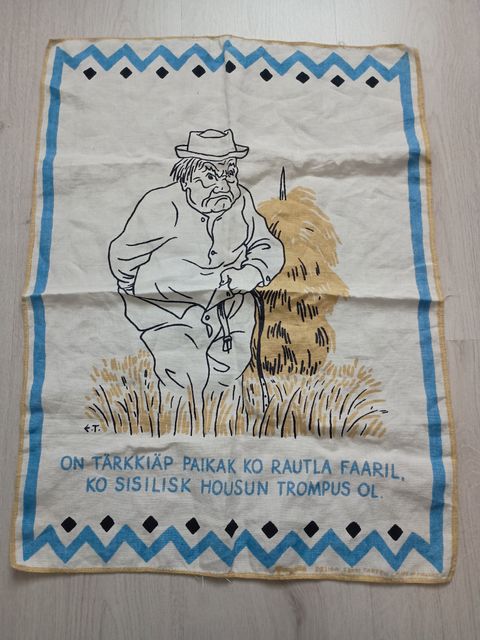 E.T.
ON TÄRKKIÄP PAIKAK KO RAUTLA FAARIL,
KO SISILISK HOUSUN TROMPUS OL.